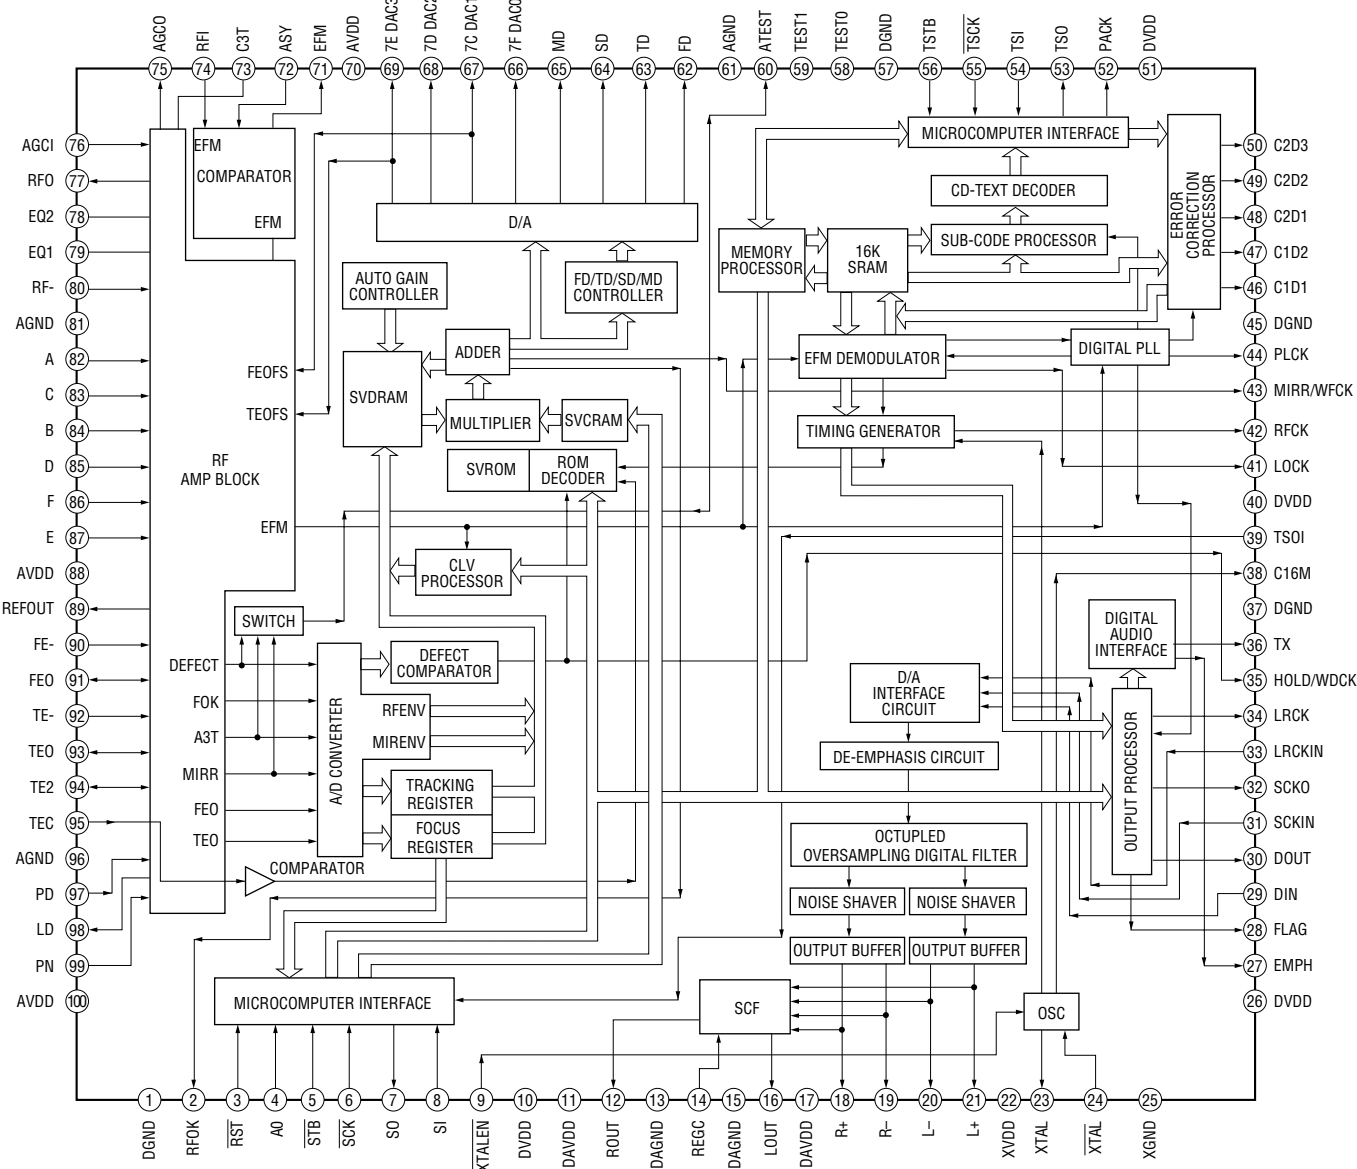 AGCO
RFI
C3T
ASY
EFM
AVDD
7E DAC3
7D DAC2
7C DAC1
7F DAC0
MD
SD
TD
FD
AGND
ATEST
TEST1
TEST0
DGND
TSTB
TSCK
TSI
TSO
PACK
DVDD
75
74
73
72
71
70
69
68
67
66
65
64
63
62
61
60
59
58
57
56
55
54
53
52
51
AGCI 76
RFO 77
EQ2 78
EQ1 79
RF- 80
AGND 81
A 82
C 83
B 84
D 85
F 86
E 87
AVDD 88
REFOUT 89
FE- 90
FEO 91
TE- 92
TEO 93
TE2 94
TEC 95
AGND 96
PD 97
LD 98
PN 99
AVDD 100
EFM
COMPARATOR
EFM
RF
AMP BLOCK
FEOFS
TEOFS
EFM
DEFECT
FOK
A3T
MIRR
FEO
TEO
SWITCH
COMPARATOR
D/A
AUTO GAIN
CONTROLLER
FD/TD/SD/MD
CONTROLLER
ADDER
SVDRAM
MULTIPLIER
SVCRAM
SVROM
ROM
DECODER
CLV
PROCESSOR
DEFECT
COMPARATOR
A/D CONVERTER
RFENV
MIRENV
TRACKING
REGISTER
FOCUS
REGISTER
MICROCOMPUTER INTERFACE
MICROCOMPUTER INTERFACE
CD-TEXT DECODER
SUB-CODE PROCESSOR
MEMORY
PROCESSOR
16K
SRAM
ERROR
CORRECTION
PROCESSOR
EFM DEMODULATOR
DIGITAL PLL
TIMING GENERATOR
DIGITAL
AUDIO
INTERFACE
D/A
INTERFACE
CIRCUIT
DE-EMPHASIS CIRCUIT
OUTPUT PROCESSOR
OCTUPLED
OVERSAMPLING DIGITAL FILTER
NOISE SHAVER
NOISE SHAVER
OUTPUT BUFFER
OUTPUT BUFFER
SCF
OSC
50 C2D3
49 C2D2
48 C2D1
47 C1D2
46 C1D1
45 DGND
44 PLCK
43 MIRR/WFCK
42 RFCK
41 LOCK
40 DVDD
39 TSOI
38 C16M
37 DGND
36 TX
35 HOLD/WDCK
34 LRCK
33 LRCKIN
32 SCKO
31 SCKIN
30 DOUT
29 DIN
28 FLAG
27 EMPH
26 DVDD
1
2
3
4
5
6
7
8
9
10
11
12
13
14
15
16
17
18
19
20
21
22
23
24
25
DGND
RFOK
RST
A0
STB
SCK
SO
SI
XTALEN
DVDD
DAVDD
ROUT
DAGND
REGC
DAGND
LOUT
DAVDD
R+
R−
L−
L+
XVDD
XTAL
XTAL
XGND